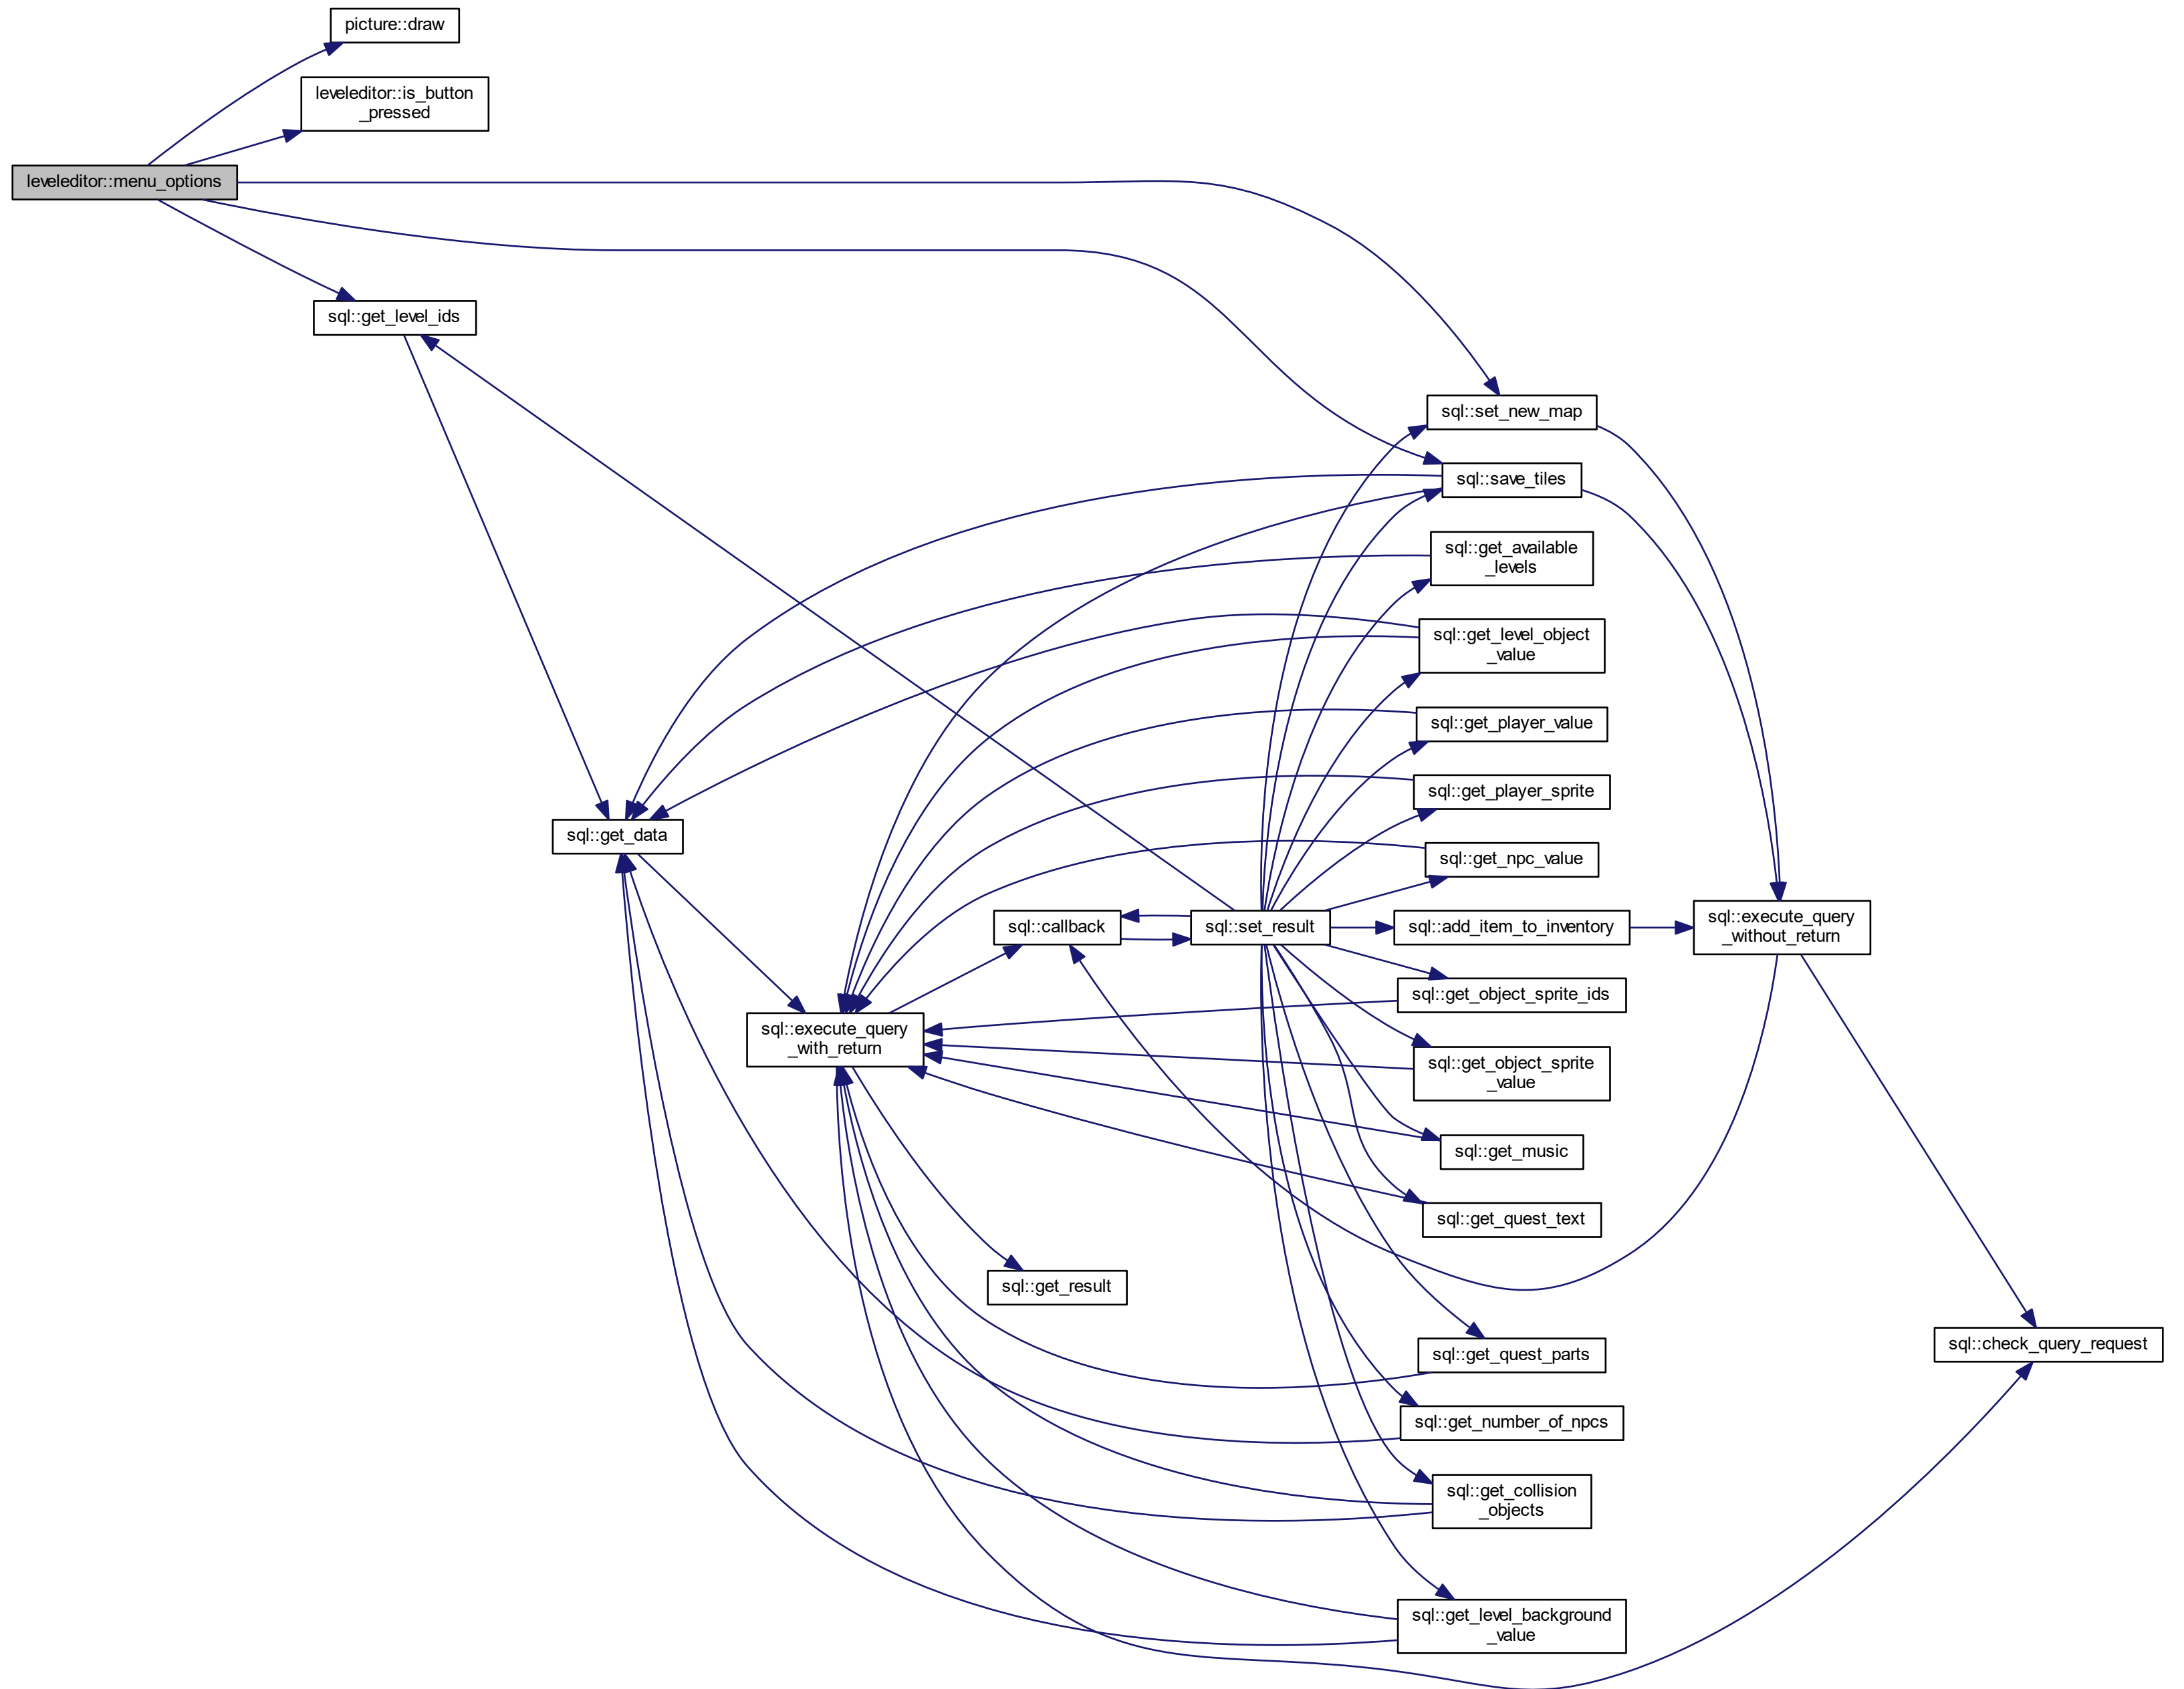 picture::draw
leveleditor::is_button
_pressed
leveleditor::menu_options
sql::get_level_ids
sql::set_new_map
sql::save_tiles
sql::get_available
_levels
sql::get_level_object
_value
sql::get_player_value
sql::get_player_sprite
sql::get_data
sql::get_npc_value
sql::callback
sql::set_result
sql::add_item_to_inventory
sql::execute_query
_without_return
sql::get_object_sprite_ids
sql::execute_query
_with_return
sql::get_object_sprite
_value
sql::get_music
sql::get_quest_text
sql::get_result
sql::check_query_request
sql::get_quest_parts
sql::get_number_of_npcs
sql::get_collision
_objects
sql::get_level_background
_value